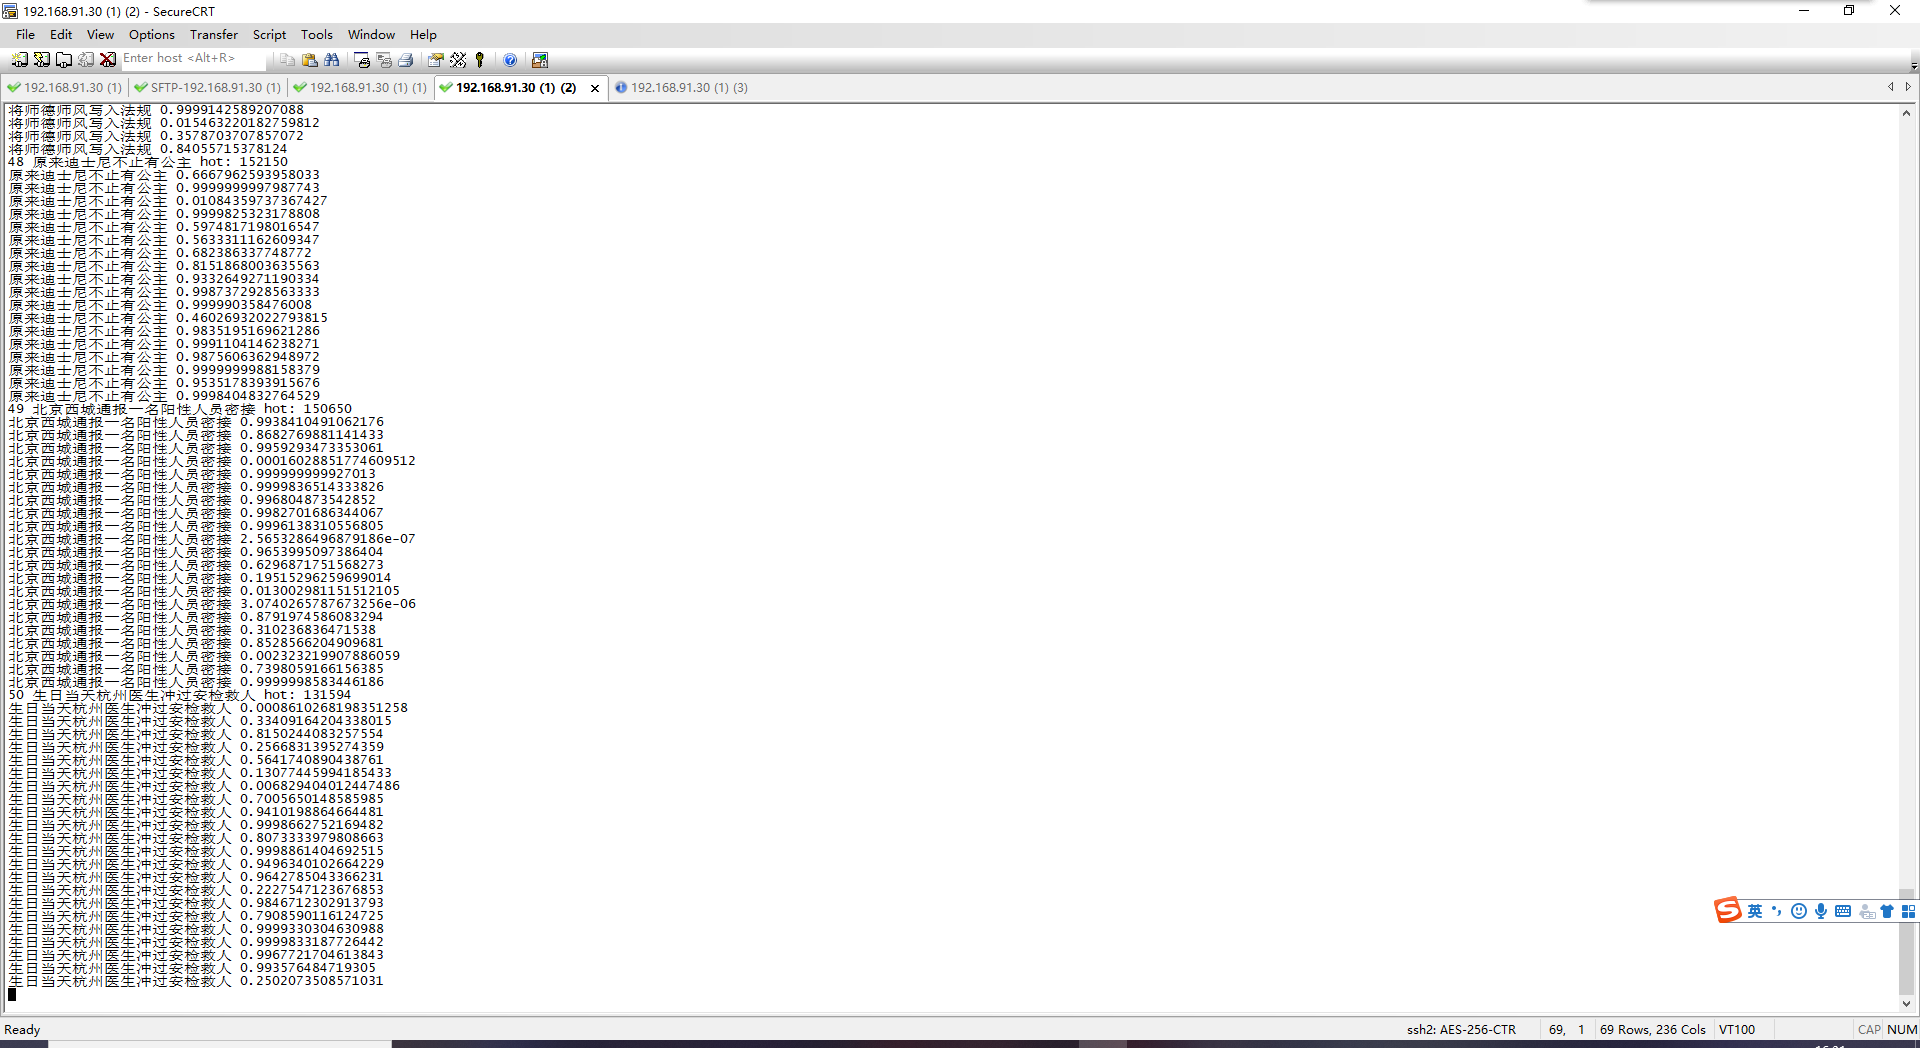 192.168.91.30 (1) (2) - SecureCRT
File Edit View Options Transfer Script Tools Window Help
Enter host <Alt+R>
192.168.91.30 (1) SFTP-192.168.91.30 (1) 192.168.91.30 (1) (1) 192.168.91.30 (1) (2) 192.168.91.30 (1) (3)
将师德师风写入法规 0.9999142589207088
将师德师风写入法规 0.015463220182759812
将师德师风写入法规 0.3578703707857072
将师德师风写入法规 0.84055715378124
48 原来迪士尼不止有公主 hot: 152150
原来迪士尼不止有公主 0.6667962593958033
原来迪士尼不止有公主 0.9999999997987743
原来迪士尼不止有公主 0.01084359737367427
原来迪士尼不止有公主 0.9999825323178808
原来迪士尼不止有公主 0.5974817198016547
原来迪士尼不止有公主 0.5633311162609347
原来迪士尼不止有公主 0.682386337748772
原来迪士尼不止有公主 0.8151868003635563
原来迪士尼不止有公主 0.9332649271190334
原来迪士尼不止有公主 0.9987372928563333
原来迪士尼不止有公主 0.999990358476008
原来迪士尼不止有公主 0.46026932022793815
原来迪士尼不止有公主 0.9835195169621286
原来迪士尼不止有公主 0.9991104146238271
原来迪士尼不止有公主 0.9875606362948972
原来迪士尼不止有公主 0.9999999988158379
原来迪士尼不止有公主 0.9535178393915676
原来迪士尼不止有公主 0.9998404832764529
49 北京西城通报一名阳性人员密接 hot: 150650
北京西城通报一名阳性人员密接 0.9938410491062176
北京西城通报一名阳性人员密接 0.8682769881141433
北京西城通报一名阳性人员密接 0.9959293473353061
北京西城通报一名阳性人员密接 0.00016028851774609512
北京西城通报一名阳性人员密接 0.999999999927013
北京西城通报一名阳性人员密接 0.9999836514333826
北京西城通报一名阳性人员密接 0.996804873542852
北京西城通报一名阳性人员密接 0.9982701686344067
北京西城通报一名阳性人员密接 0.9996138310556805
北京西城通报一名阳性人员密接 2.5653286496879186e-07
北京西城通报一名阳性人员密接 0.9653995097386404
北京西城通报一名阳性人员密接 0.6296871751568273
北京西城通报一名阳性人员密接 0.19515296259699014
北京西城通报一名阳性人员密接 0.013002981151512105
北京西城通报一名阳性人员密接 3.0740265787673256e-06
北京西城通报一名阳性人员密接 0.8791974586083294
北京西城通报一名阳性人员密接 0.310236836471538
北京西城通报一名阳性人员密接 0.8528566204909681
北京西城通报一名阳性人员密接 0.002323219907886059
北京西城通报一名阳性人员密接 0.7398059166156385
北京西城通报一名阳性人员密接 0.9999998583446186
50 生日当天杭州医生冲过安检救人 hot: 131594
生日当天杭州医生冲过安检救人 0.0008610268198351258
生日当天杭州医生冲过安检救人 0.33409164204338015
生日当天杭州医生冲过安检救人 0.8150244083257554
生日当天杭州医生冲过安检救人 0.2566831395274359
生日当天杭州医生冲过安检救人 0.5641740890438761
生日当天杭州医生冲过安检救人 0.13077445994185433
生日当天杭州医生冲过安检救人 0.006829404012447486
生日当天杭州医生冲过安检救人 0.7005650148585985
生日当天杭州医生冲过安检救人 0.9410198864664481
生日当天杭州医生冲过安检救人 0.9998662752169482
生日当天杭州医生冲过安检救人 0.8073333979808663
生日当天杭州医生冲过安检救人 0.9998861404692515
生日当天杭州医生冲过安检救人 0.9496340102664229
生日当天杭州医生冲过安检救人 0.9642785043366231
生日当天杭州医生冲过安检救人 0.2227547123676853
生日当天杭州医生冲过安检救人 0.9846712302913793
生日当天杭州医生冲过安检救人 0.7908590116124725
生日当天杭州医生冲过安检救人 0.9999330304630988
生日当天杭州医生冲过安检救人 0.9999833187726442
生日当天杭州医生冲过安检救人 0.9967721704613843
生日当天杭州医生冲过安检救人 0.993576484719305
生日当天杭州医生冲过安检救人 0.2502073508571031
英
Ready ssh2: AES-256-CTR 69, 1 69 Rows, 236 Cols VT100 CAP NUM